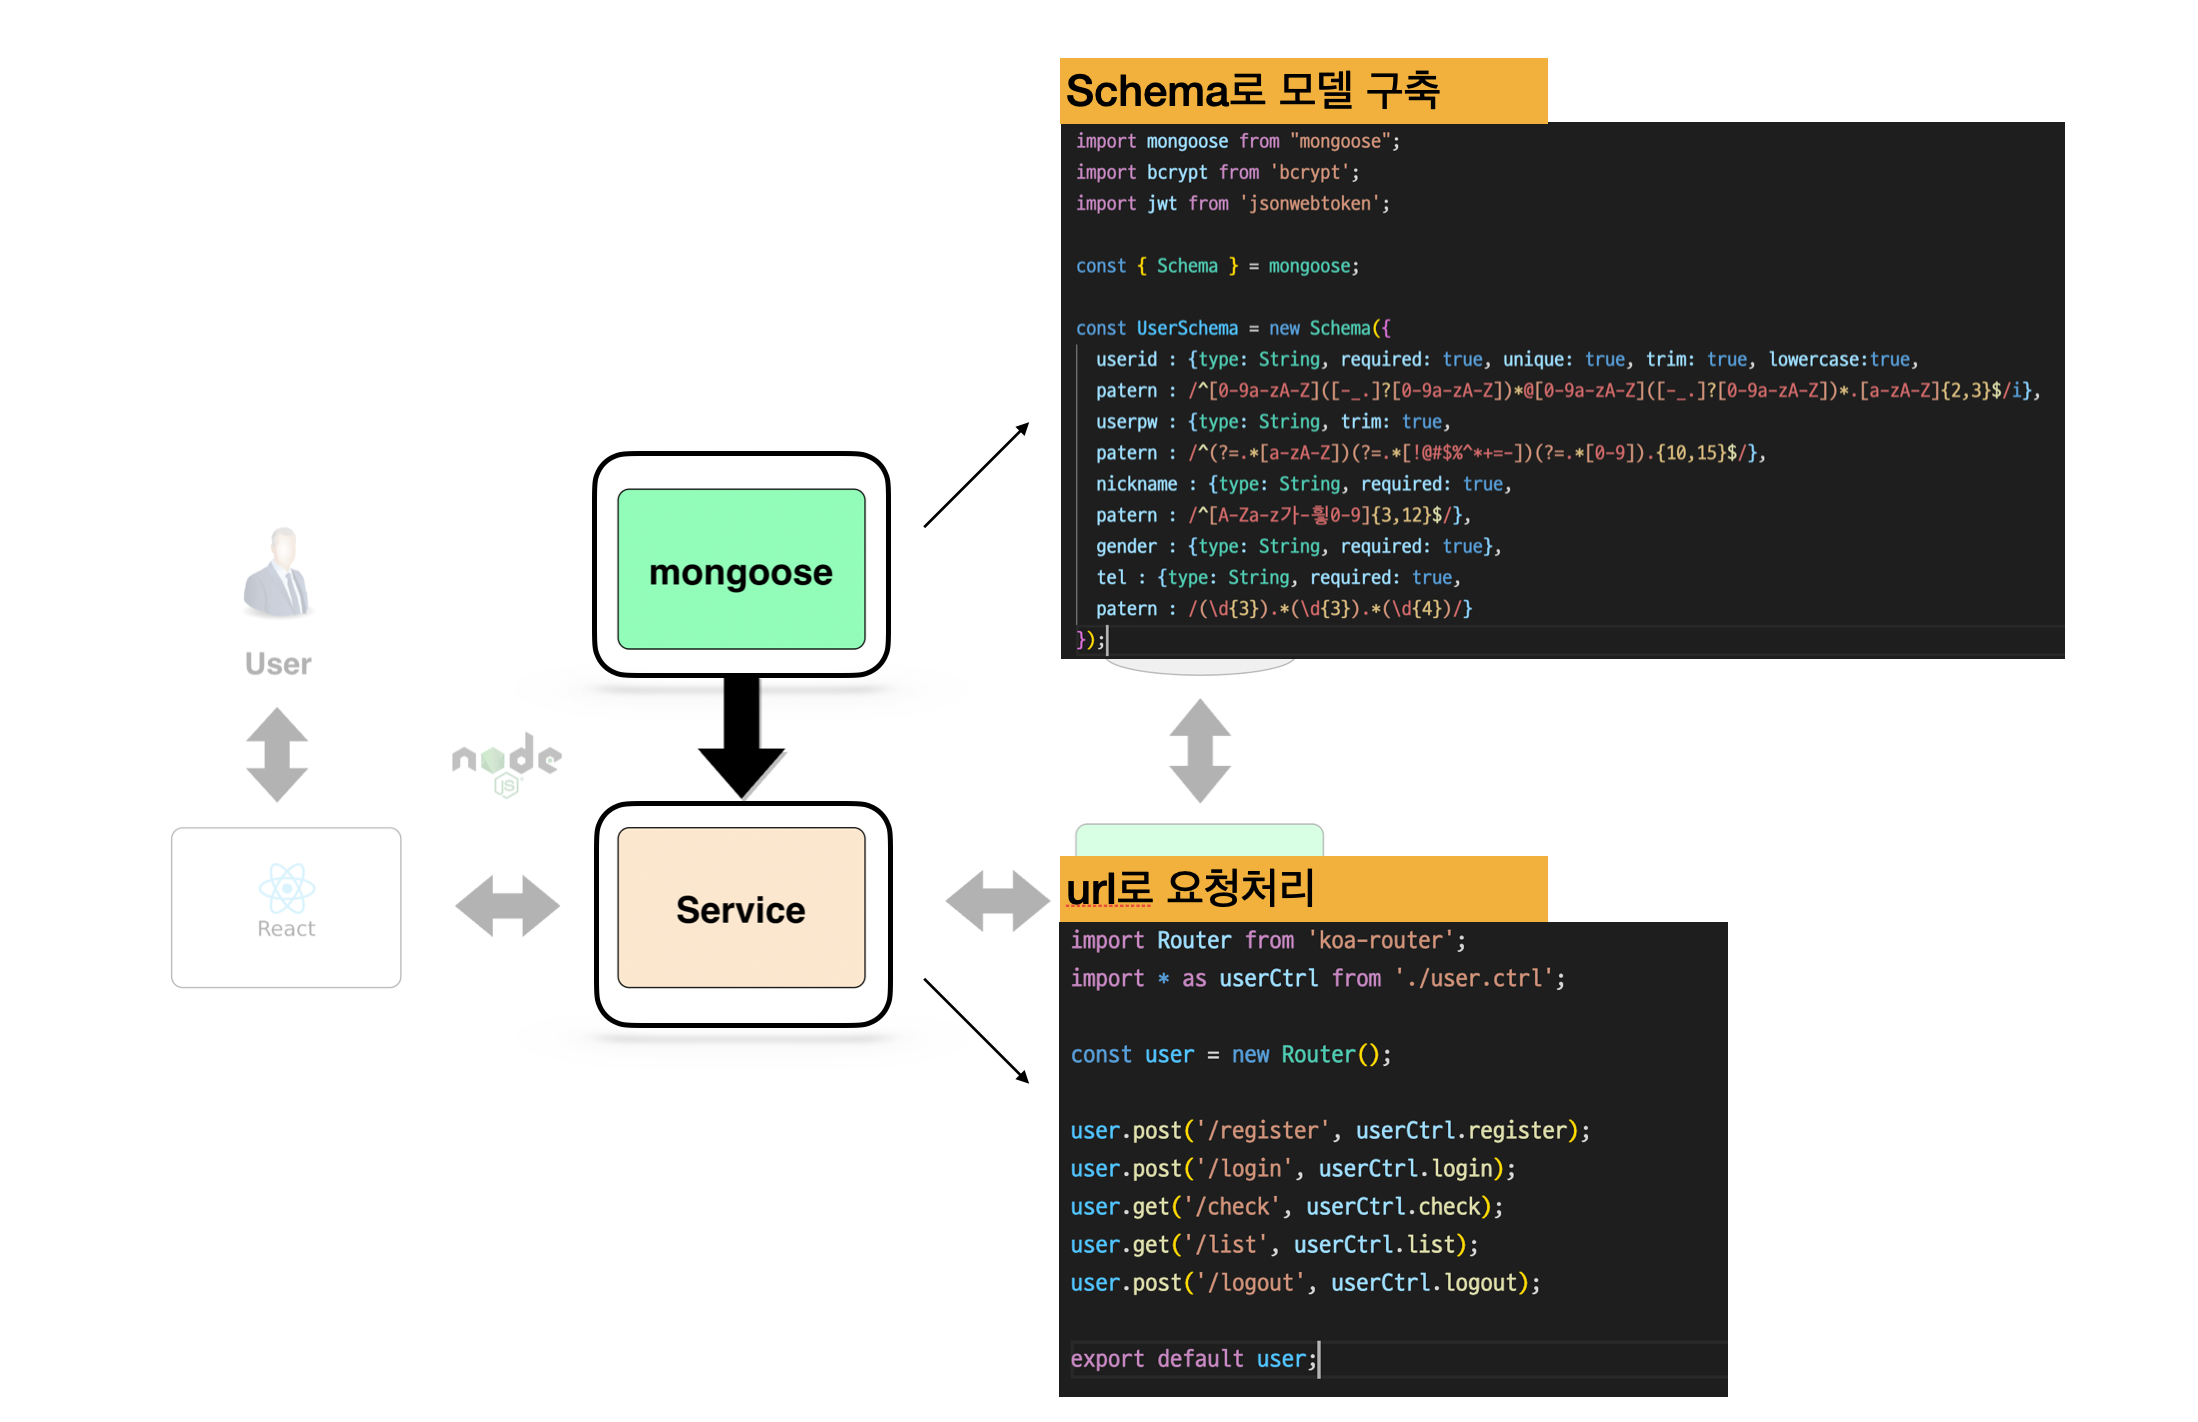 Schema로 모델 구축
import mongoose from "mongoose";
import bcrypt from 'bcrypt';
import jwt from 'jsonwebtoken';
const { Schema } = mongoose;
const UserSchema = new Schema({
userid : {type: String, required: true, unique: true, trim: true, lowercase:true,
patern : /^[0-9a-zA-Z]([-_.]?[0-9a-zA-Z])*@[0-9a-zA-Z]([-_.]?[0-9a-zA-Z])*.[a-zA-Z]{2,3}$/i},
userpw : {type: String, trim: true,
patern : /^(?=.*[a-zA-Z])(?=.*[!@#$%^*+=-])(?=.*[0-9]).{10,15}$/},
nickname : {type: String, required: true,
patern : /^[A-Za-z가-힣0-9]{3,12}$/},
gender : {type: String, required: true},
tel : {type: String, required: true,
patern : /(\d{3}).*(\d{3}).*(\d{4})/}
});
mongoose
User
node
JS
Service
React
url로 요청처리
import Router from 'koa-router';
import * as userCtrl from './user.ctrl';
const user = new Router();
user.post('/register', userCtrl.register);
user.post('/login', userCtrl.login);
user.get('/check', userCtrl.check);
user.get('/list', userCtrl.list);
user.post('/logout', userCtrl.logout);
export default user;